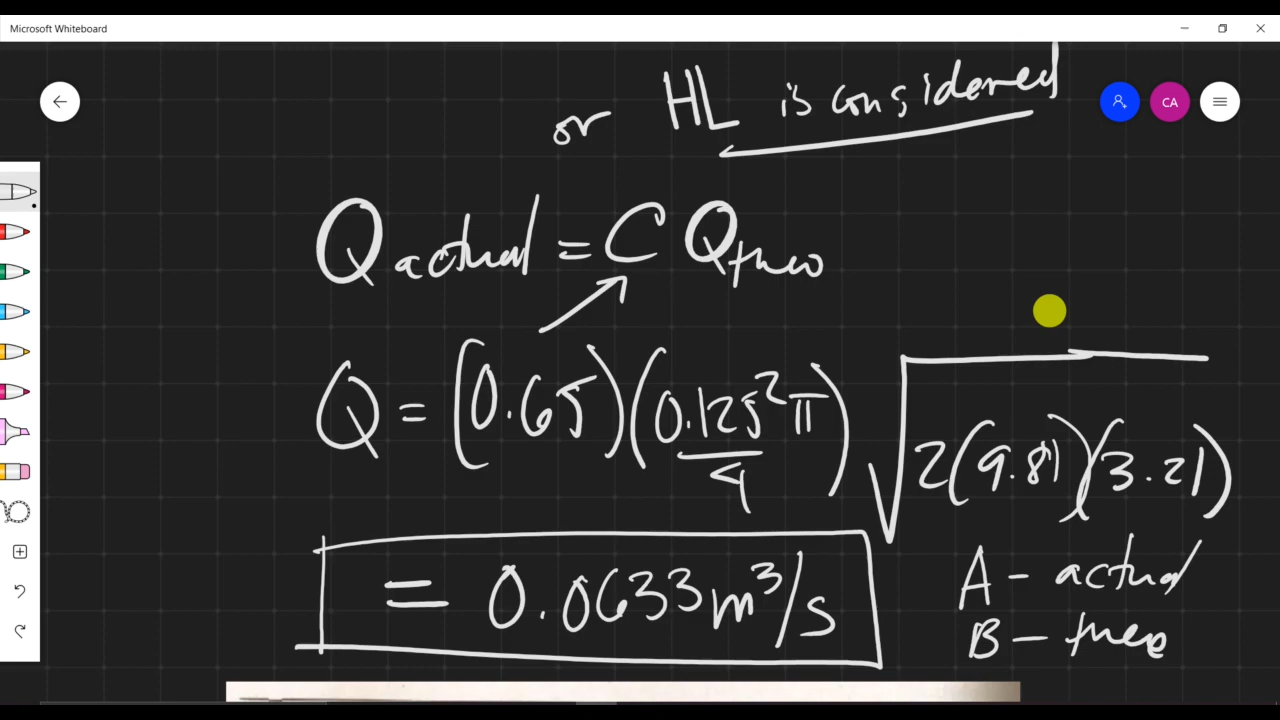 Microsoft Whiteboard
or HL is considered
CA
Qactual = C Qtheo
Q = (0.65)(0.125²π/4)√2(9.81)(3.21)
= 0.0633 m³/s
A - actual
B - theo